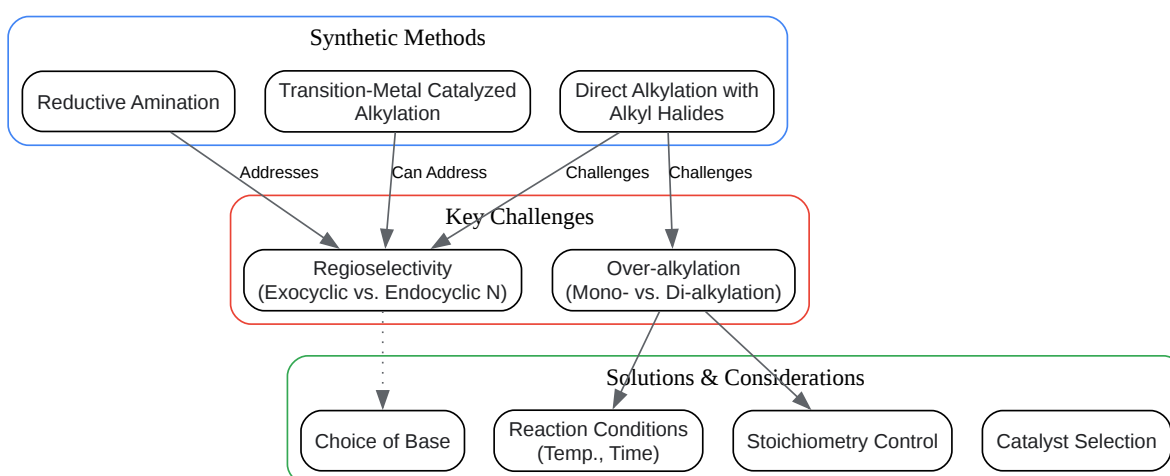 Synthetic Methods
Reductive Amination
Transition-Metal Catalyzed
Alkylation
Direct Alkylation with
Alkyl Halides
Addresses
Can Address
Challenges
Challenges
Key Challenges
Regioselectivity
(Exocyclic vs. Endocyclic N)
Over-alkylation
(Mono- vs. Di-alkylation)
Solutions & Considerations
Choice of Base
Reaction Conditions
(Temp., Time)
Stoichiometry Control
Catalyst Selection